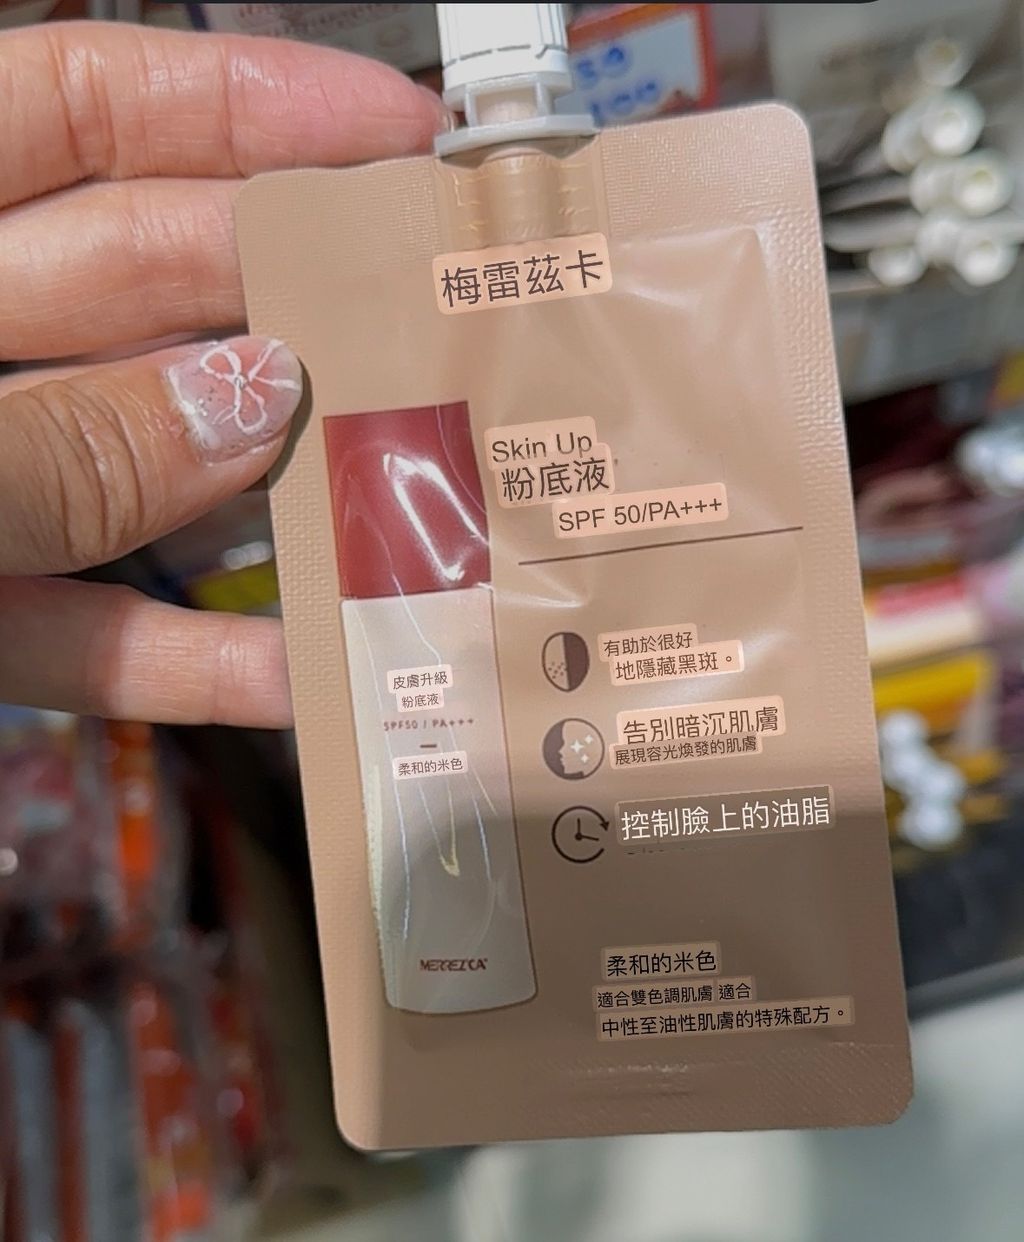 50
100
梅雷茲卡
Skin Up
粉底液
SPF 50/PA+++
有助於很好
地隱藏黑斑。
告別暗沉肌膚
展現容光煥發的肌膚
控制臉上的油脂
皮膚升級
粉底液
SPF50 / PA+++
柔和的米色
MERREZ'CA
柔和的米色
適合雙色調肌膚 適合
中性至油性肌膚的特殊配方。